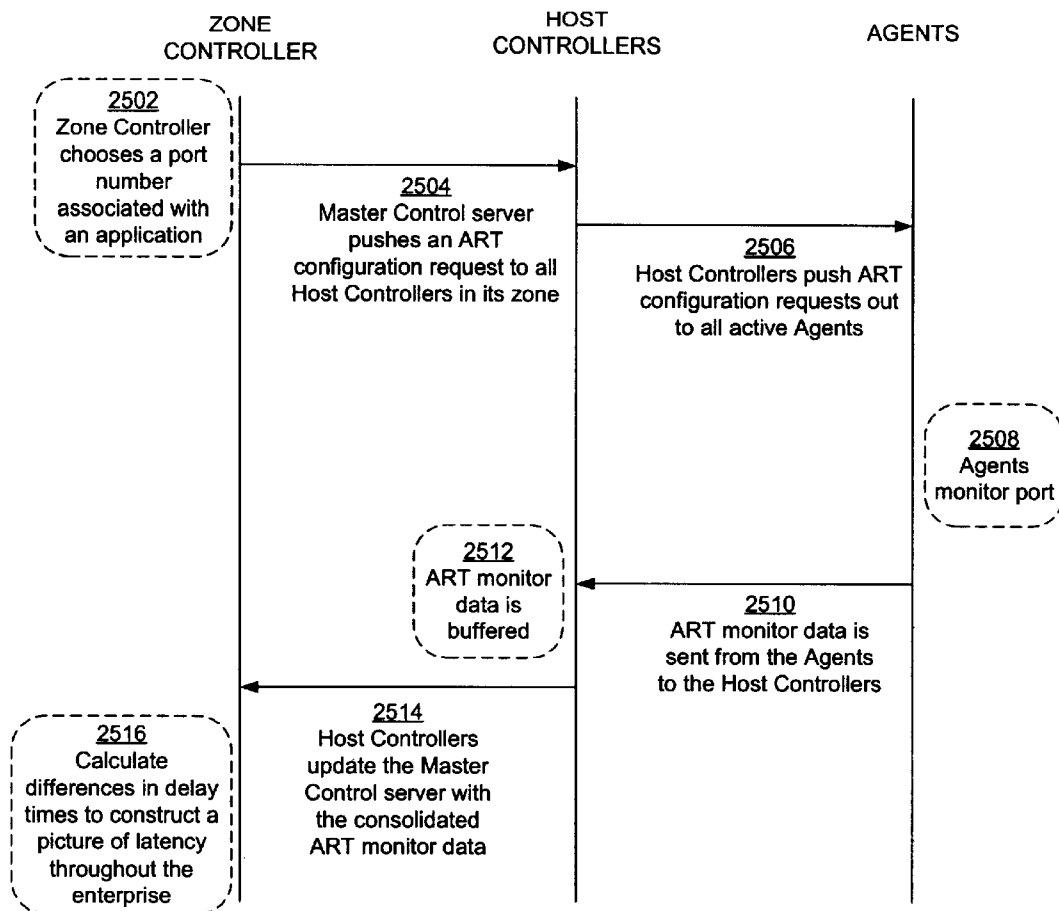 ZONE
CONTROLLER
HOST
CONTROLLERS
AGENTS
2502
Zone Controller
chooses a port
number
associated with
an application
2504
Master Control server
pushes an ART
configuration request to all
Host Controllers in its zone
2506
Host Controllers push ART
configuration requests out
to all active Agents
2508
Agents
monitor port
2512
ART monitor
data is
buffered
2510
ART monitor data is
sent from the Agents
to the Host Controllers
2514
Host Controllers
update the Master
Control server with
the consolidated
ART monitor data
2516
Calculate
differences in delay
times to construct a
picture of latency
throughout the
enterprise